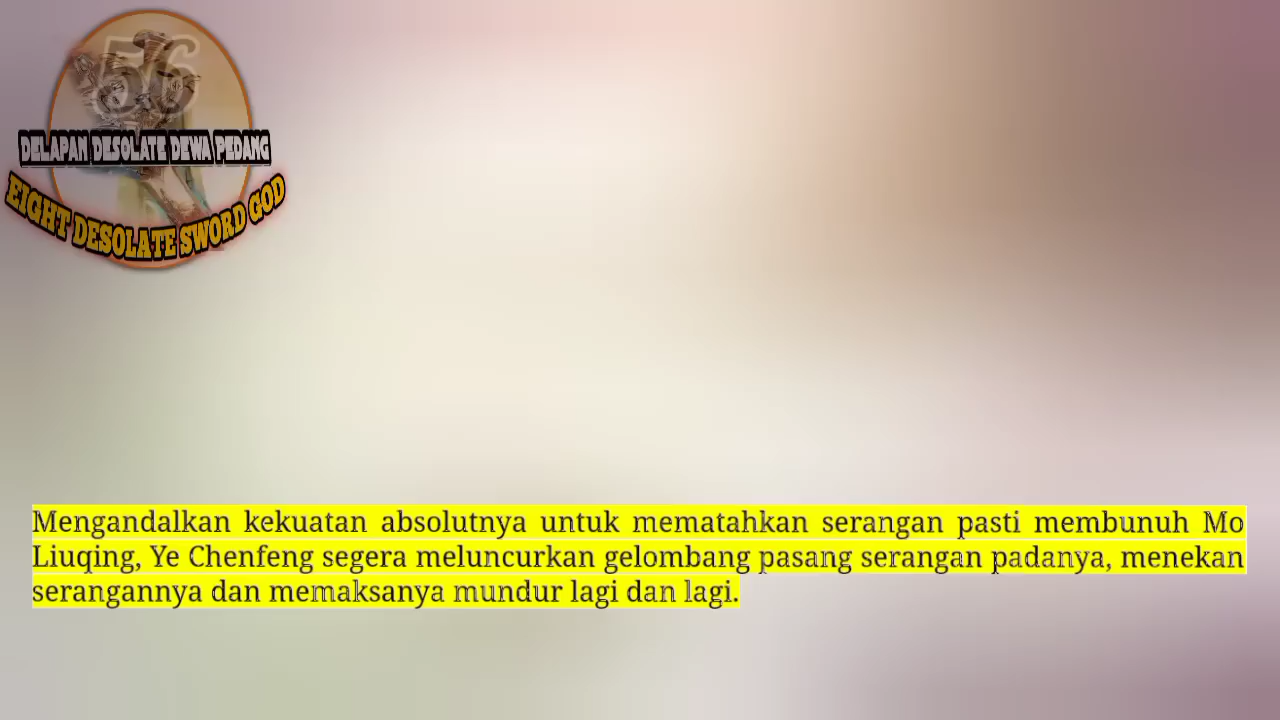 56
DELAPAN DESOLATE DEWA PEDANG
EIGHT DESOLATE SWORD GOD
Mengandalkan kekuatan absolutnya untuk mematahkan serangan pasti membunuh Mo
Liuqing, Ye Chenfeng segera meluncurkan gelombang pasang serangan padanya, menekan
serangannya dan memaksanya mundur lagi dan lagi.